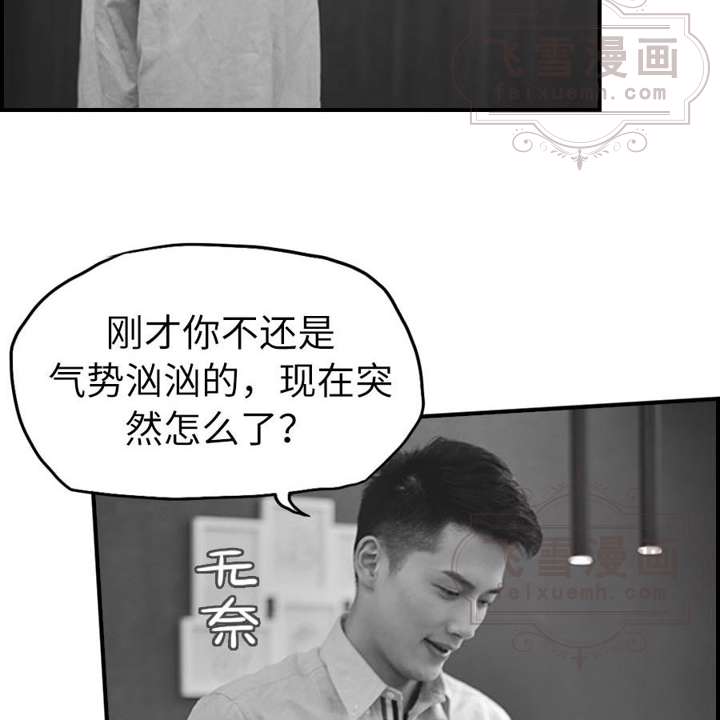 飞雪漫画
feixuemh.com
刚才你不还是
气势汹汹的，现在突
然怎么了？
无奈
飞雪漫画
feixuemh.com